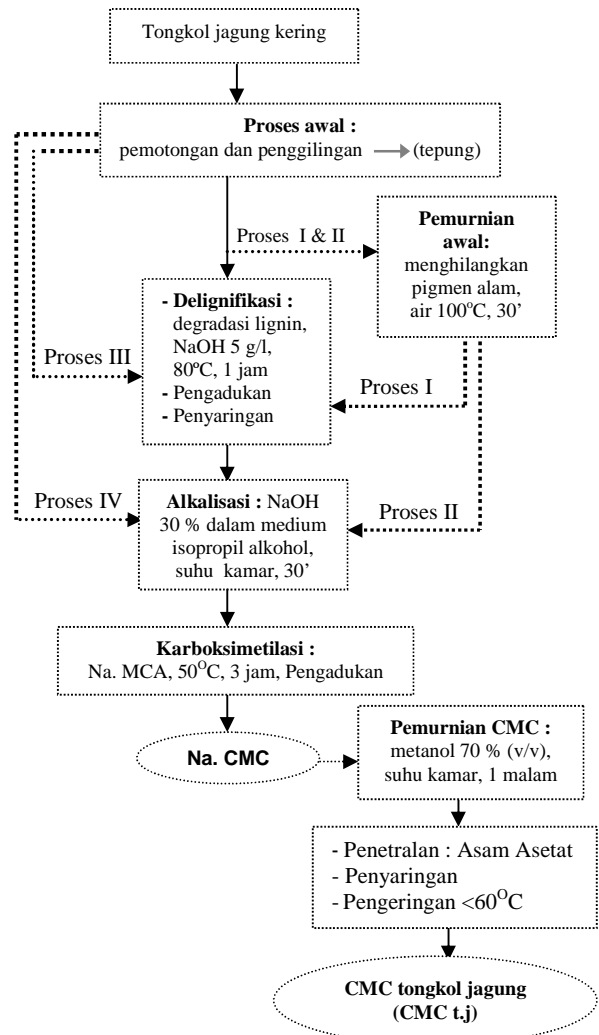 Tongkol jagung kering
Proses awal :
pemotongan dan penggilingan → (tepung)
Proses I & II
Pemurnian
awal:
menghilangkan
pigmen alam,
air 100°C, 30’
- Delignifikasi :
degradasi lignin,
NaOH 5 g/l,
80ºC, 1 jam
- Pengadukan
- Penyaringan
Proses III
Proses I
Proses IV
Alkalisasi : NaOH
30 % dalam medium
isopropil alkohol,
suhu kamar, 30’
Proses II
Karboksimetilasi :
Na. MCA, 50ᴼC, 3 jam, Pengadukan
Na. CMC
Pemurnian CMC :
metanol 70 % (v/v),
suhu kamar, 1 malam
- Penetralan : Asam Asetat
- Penyaringan
- Pengeringan <60ᴼC
CMC tongkol jagung
(CMC t.j)